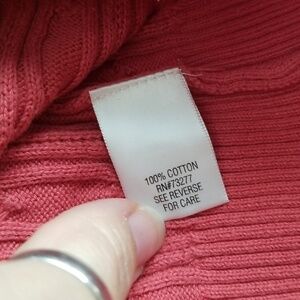 100% COTTON
RN#73277
SEE REVERSE
FOR CARE